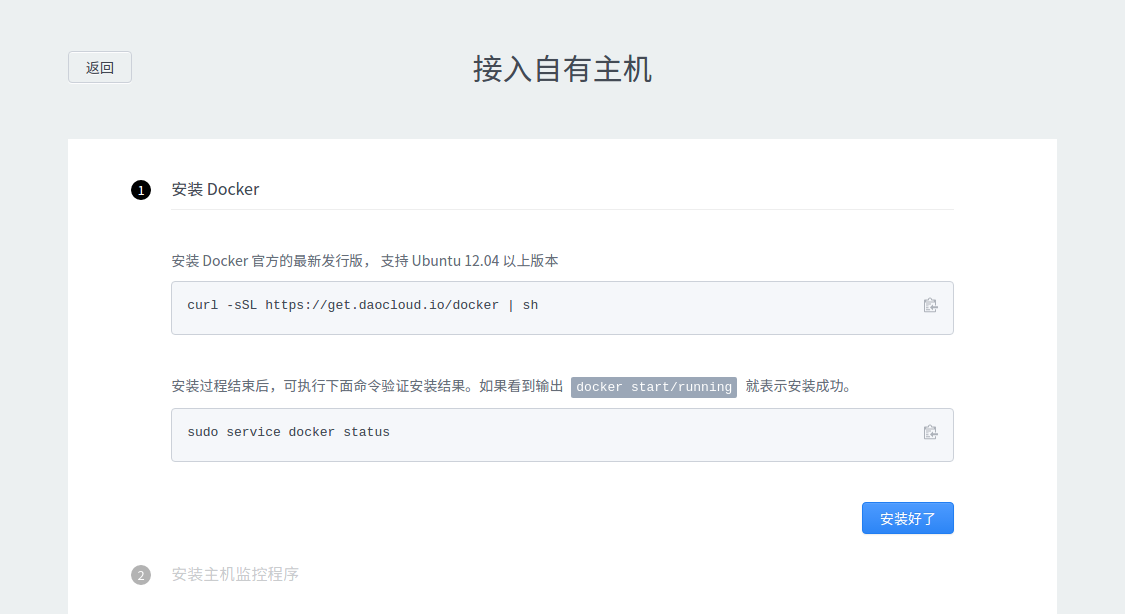 返回
接入自有主机
1 安装 Docker
安装 Docker 官方的最新发行版， 支持 Ubuntu 12.04 以上版本
curl -sSL https://get.daocloud.io/docker | sh
安装过程结束后，可执行下面命令验证安装结果。如果看到输出 docker start/running 就表示安装成功。
sudo service docker status
安装好了
2 安装主机监控程序